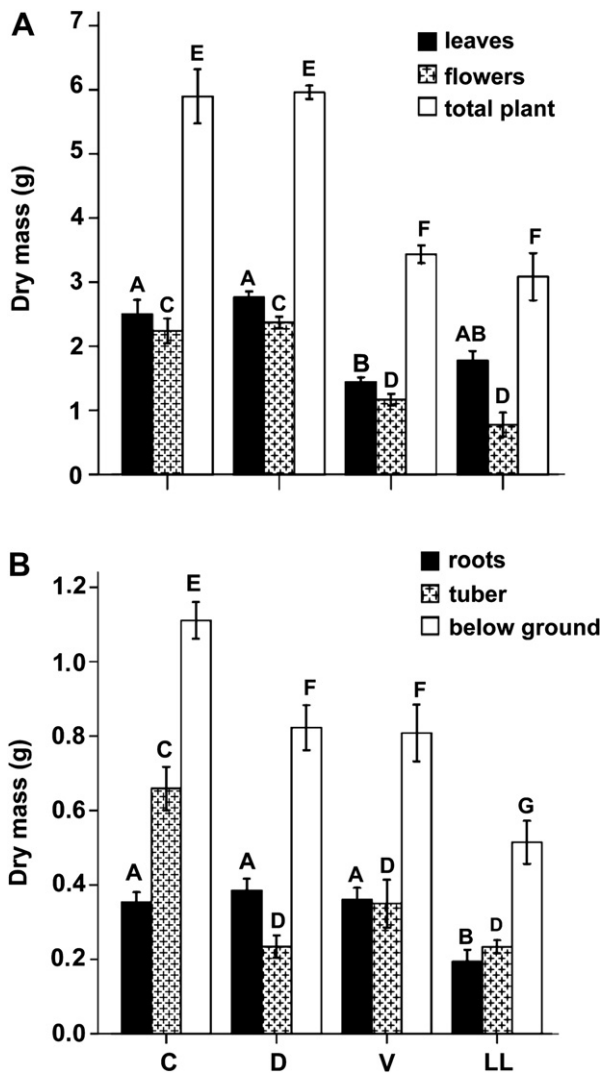 A
7
6
5
4
3
2
1
0
Dry mass (g)
leaves
flowers
total plant
A
C
E
A
C
E
B
D
F
AB
D
F
B
1.2
1.0
0.8
0.6
0.4
0.2
0.0
Dry mass (g)
roots
tuber
below ground
A
C
E
A
D
F
A
D
F
B
D
G
C
D
V
LL